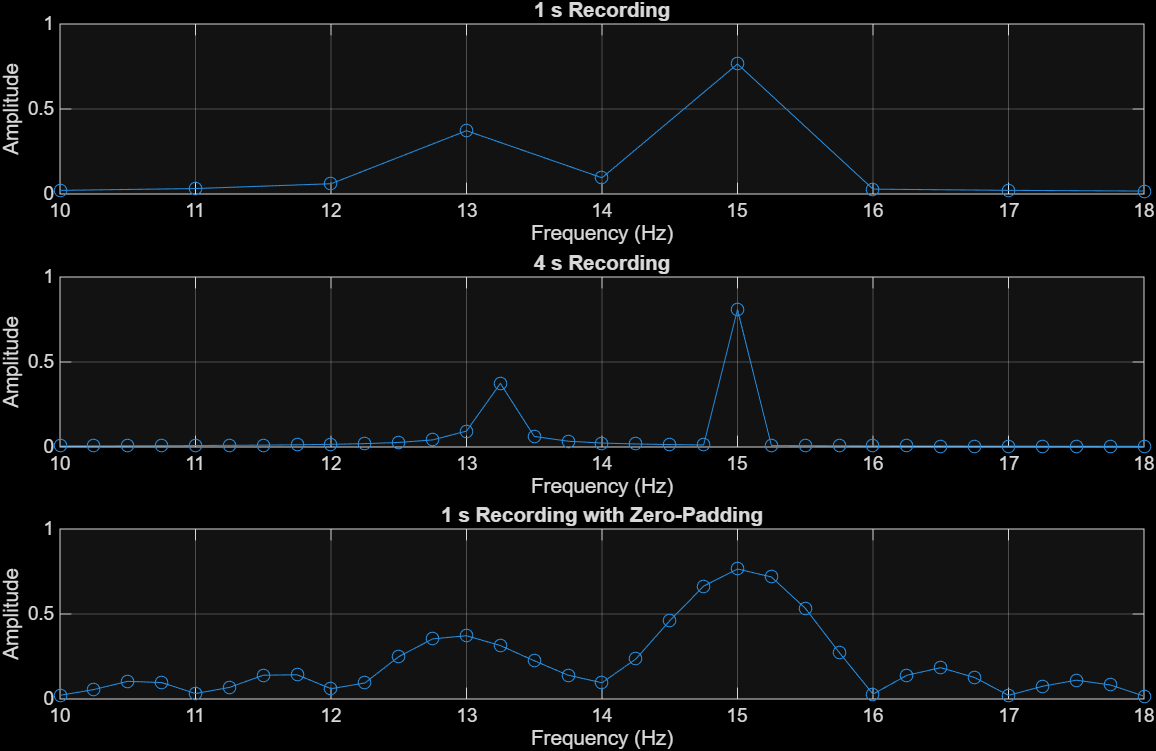 1 s Recording
1
0.5
0
Amplitude
10 11 12 13 14 15 16 17 18
Frequency (Hz)
4 s Recording
1
0.5
0
Amplitude
10 11 12 13 14 15 16 17 18
Frequency (Hz)
1 s Recording with Zero-Padding
1
0.5
0
Amplitude
10 11 12 13 14 15 16 17 18
Frequency (Hz)